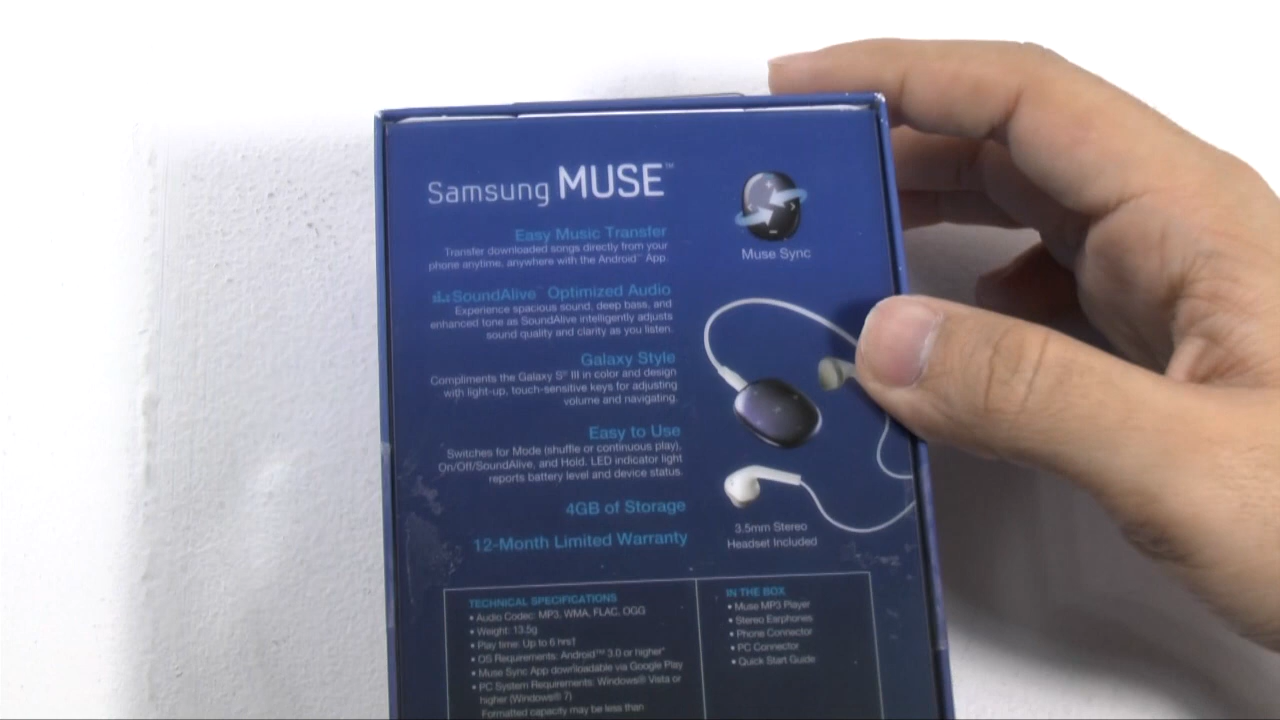 Samsung MUSE™
Easy Music Transfer
Transfer downloaded songs directly from your
phone anytime, anywhere with the Android™ App.
SoundAlive™ Optimized Audio
Experience spacious sound, deep bass, and
enhanced tone as SoundAlive intelligently adjusts
sound quality and clarity as you listen.
Galaxy Style
Compliments the Galaxy S® III in color and design
with light-up, touch-sensitive keys for adjusting
volume and navigating.
Easy to Use
Switches for Mode (shuffle or continuous play),
On/Off/SoundAlive, and Hold. LED indicator light
reports battery level and device status.
4GB of Storage
12-Month Limited Warranty
Muse Sync
3.5mm Stereo
Headset Included
TECHNICAL SPECIFICATIONS
• Audio Codec: MP3, WMA, FLAC, OGG
• Weight: 13.5g
• Play time: Up to 6 hrs†
• OS Requirements: Android™ 3.0 or higher*
• Muse Sync App downloadable via Google Play
• PC System Requirements: Windows® Vista or
higher (Windows® 7)
Formatted capacity may be less than
IN THE BOX
• Muse MP3 Player
• Stereo Earphones
• Phone Connector
• PC Connector
• Quick Start Guide